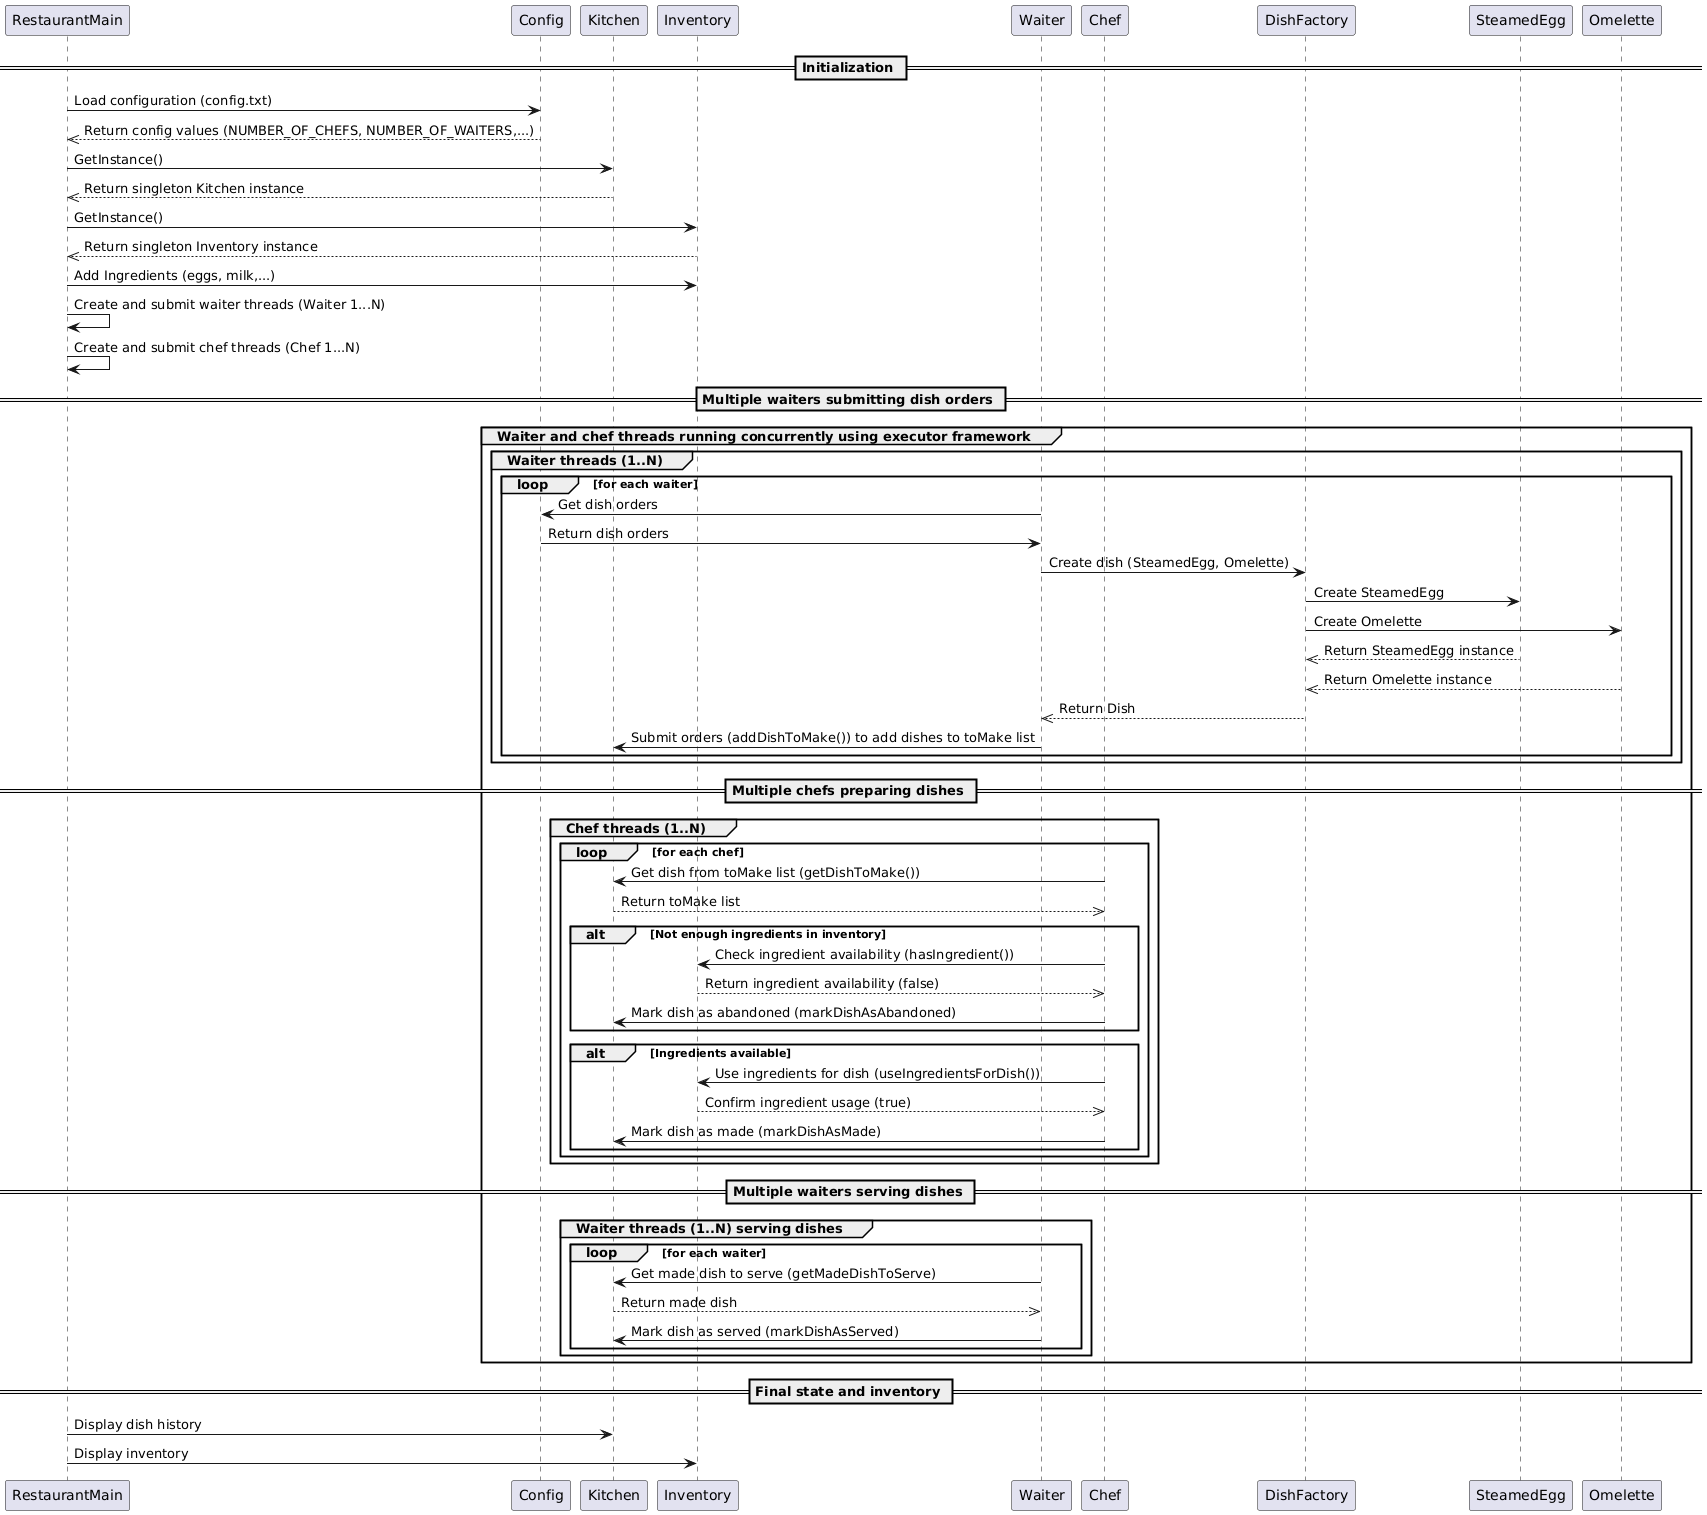 RestaurantMain Config Kitchen Inventory Waiter Chef DishFactory SteamedEgg Omelette
Initialization
Load configuration (config.txt)
Return config values (NUMBER_OF_CHEFS, NUMBER_OF_WAITERS,...)
GetInstance()
Return singleton Kitchen instance
GetInstance()
Return singleton Inventory instance
Add Ingredients (eggs, milk,...)
Create and submit waiter threads (Waiter 1...N)
Create and submit chef threads (Chef 1...N)
Multiple waiters submitting dish orders
Waiter and chef threads running concurrently using executor framework
Waiter threads (1..N)
loop [for each waiter]
Get dish orders
Return dish orders
Create dish (SteamedEgg, Omelette)
Create SteamedEgg
Create Omelette
Return SteamedEgg instance
Return Omelette instance
Return Dish
Submit orders (addDishToMake()) to add dishes to toMake list
Multiple chefs preparing dishes
Chef threads (1..N)
loop [for each chef]
Get dish from toMake list (getDishToMake())
Return toMake list
alt [Not enough ingredients in inventory]
Check ingredient availability (hasIngredient())
Return ingredient availability (false)
Mark dish as abandoned (markDishAsAbandoned)
alt [Ingredients available]
Use ingredients for dish (useIngredientsForDish())
Confirm ingredient usage (true)
Mark dish as made (markDishAsMade)
Multiple waiters serving dishes
Waiter threads (1..N) serving dishes
loop [for each waiter]
Get made dish to serve (getMadeDishToServe)
Return made dish
Mark dish as served (markDishAsServed)
Final state and inventory
Display dish history
Display inventory
RestaurantMain Config Kitchen Inventory Waiter Chef DishFactory SteamedEgg Omelette